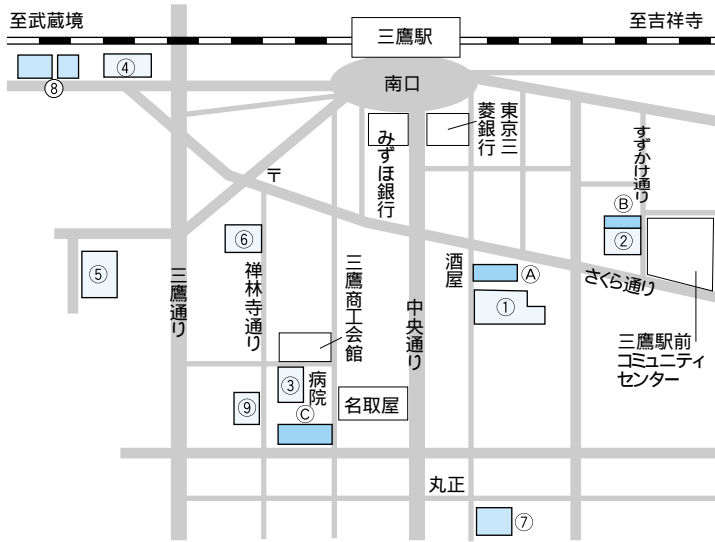 至武蔵境
至吉祥寺
三鷹駅
南口
④
⑧
みずほ銀行
東京三
菱銀行
すずかけ通り
〒
Ⓑ
②
⑥
⑤
三鷹通り
禅林寺通り
三鷹商工会館
中央通り
酒屋
Ⓐ
①
さくら通り
三鷹駅前
コミュニティ
センター
③
病院
⑨
Ⓒ
名取屋
丸正
⑦